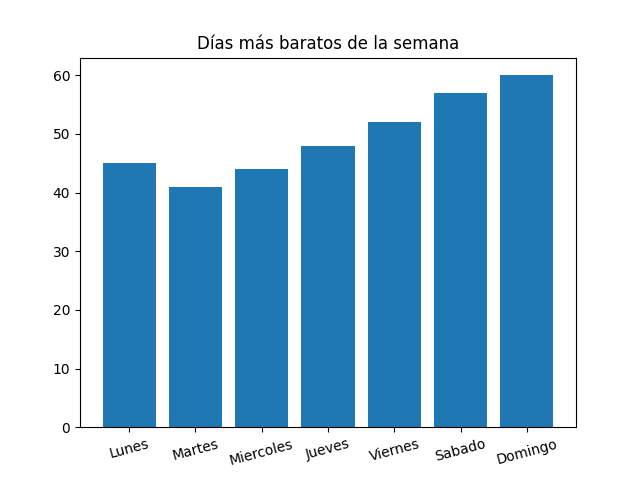 Días más baratos de la semana
60
50
40
30
20
10
0
Lunes
Martes
Miercoles
Jueves
Viernes
Sabado
Domingo